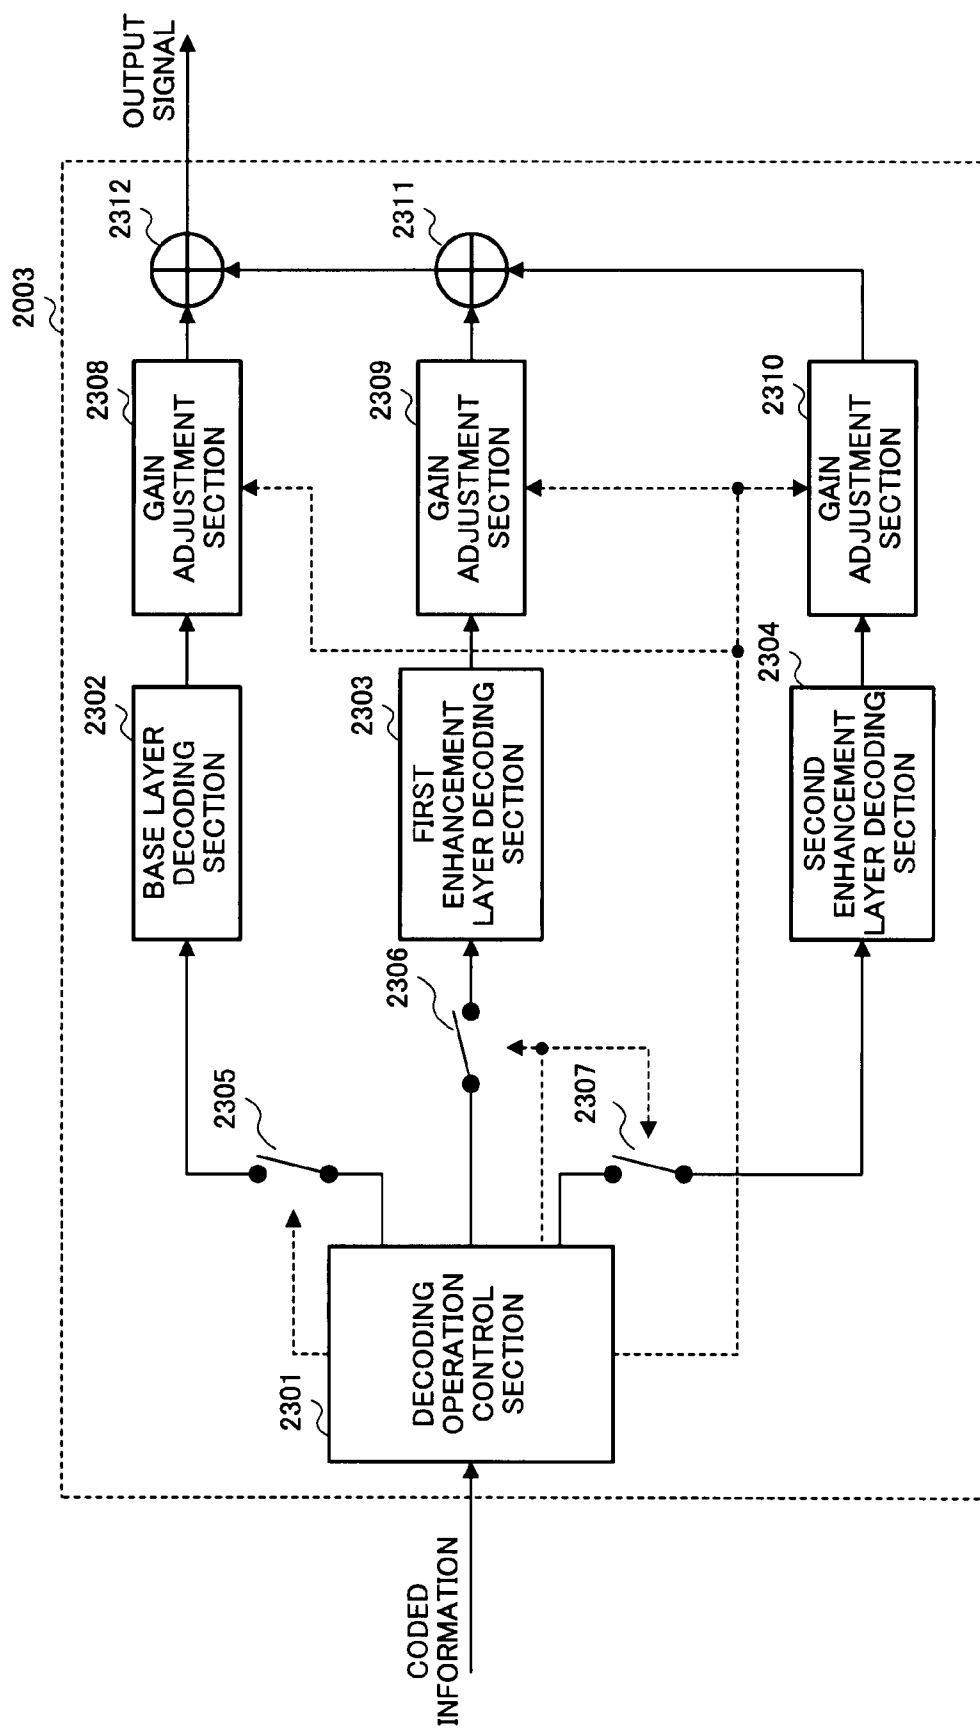 2003
CODED
INFORMATION
2301
DECODING
OPERATION
CONTROL
SECTION
2305
2306
2307
2302
BASE LAYER
DECODING
SECTION
2303
FIRST
ENHANCEMENT
LAYER DECODING
SECTION
2304
SECOND
ENHANCEMENT
LAYER DECODING
SECTION
2308
GAIN
ADJUSTMENT
SECTION
2309
GAIN
ADJUSTMENT
SECTION
2310
GAIN
ADJUSTMENT
SECTION
2312
2311
OUTPUT
SIGNAL